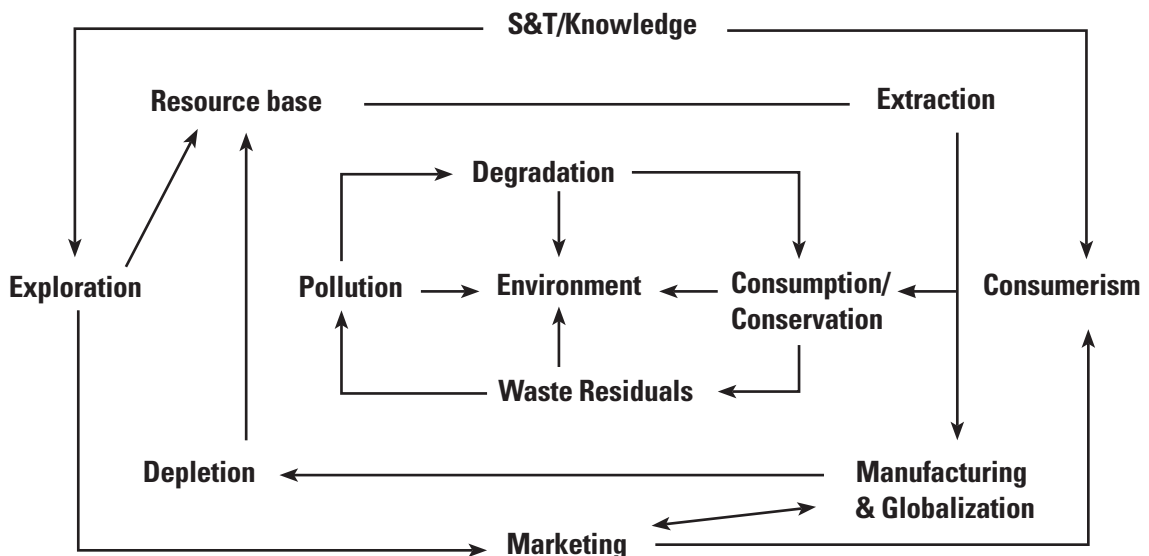 S&T/Knowledge
Resource base
Extraction
Degradation
Exploration
Pollution
Environment
Consumption/
Conservation
Consumerism
Waste Residuals
Depletion
Manufacturing
& Globalization
Marketing